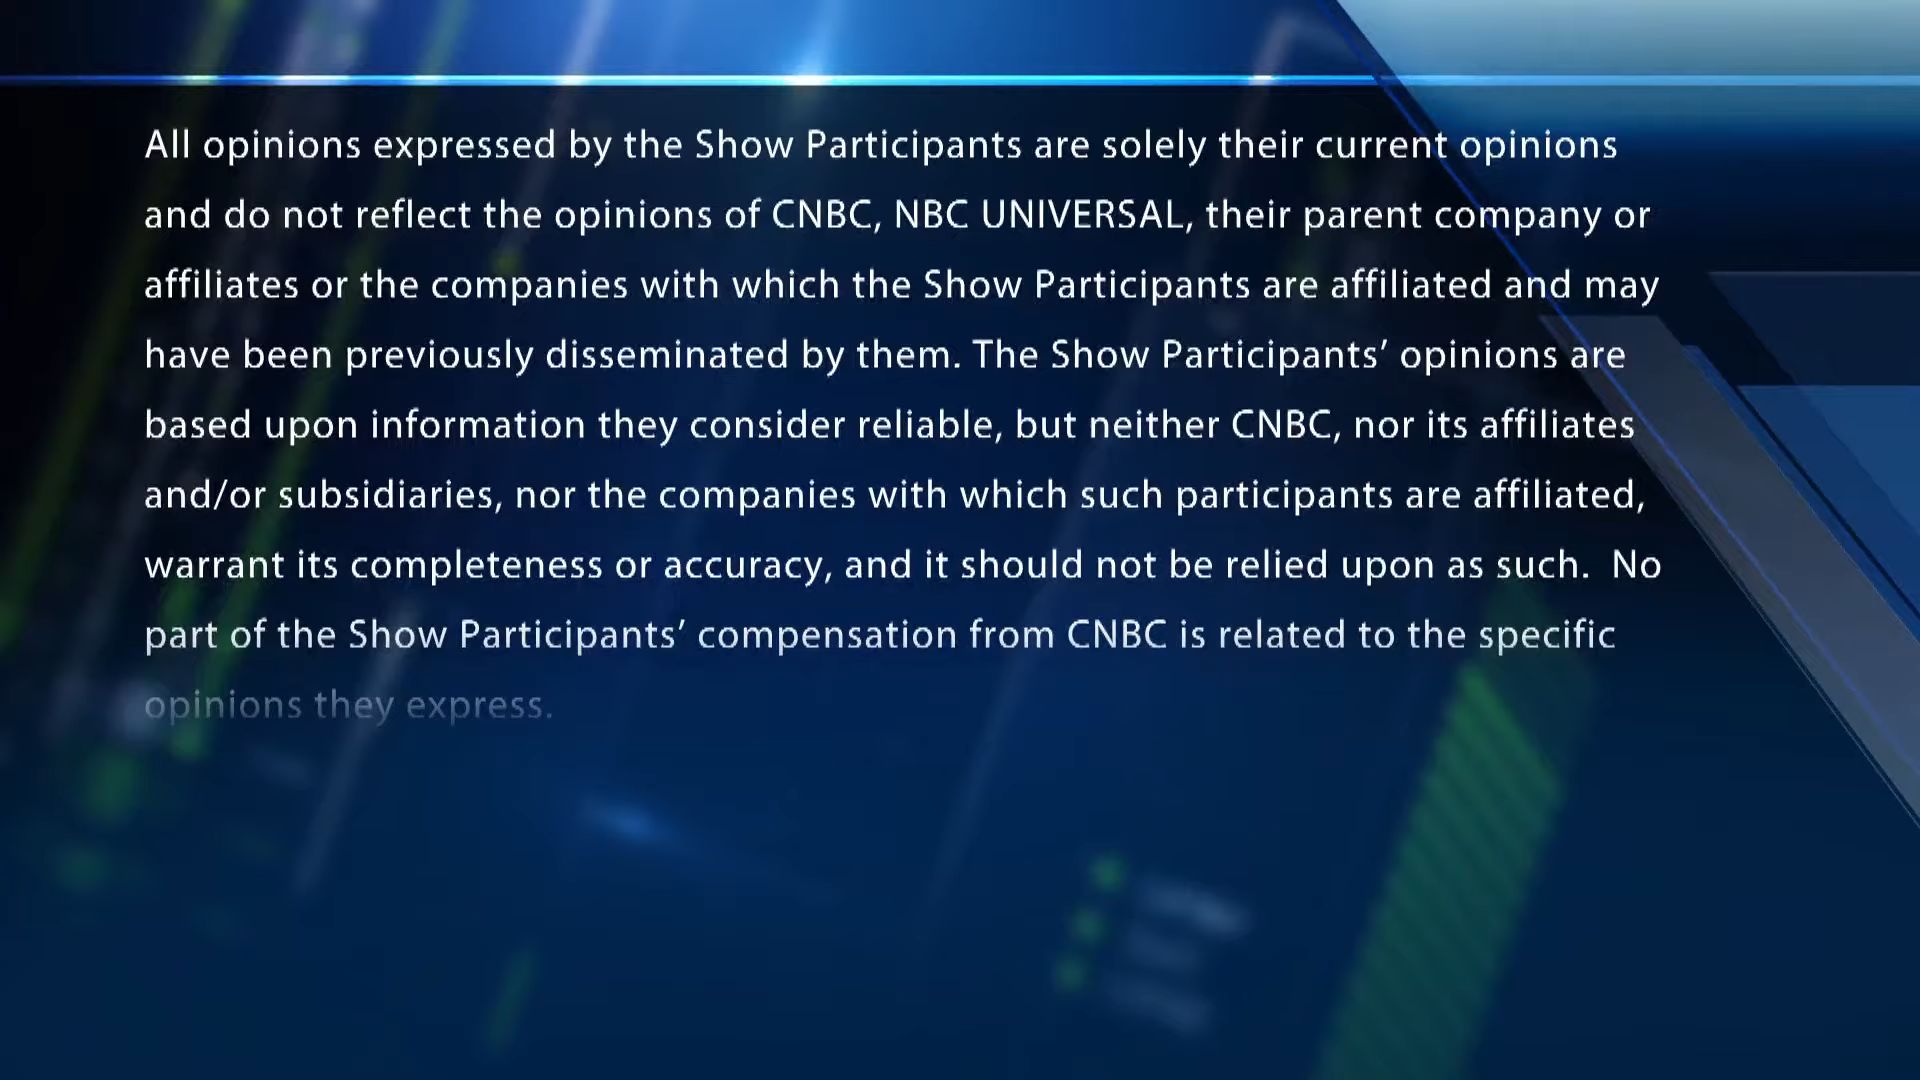 All opinions expressed by the Show Participants are solely their current opinions
and do not reflect the opinions of CNBC, NBC UNIVERSAL, their parent company or
affiliates or the companies with which the Show Participants are affiliated and may
have been previously disseminated by them. The Show Participants’ opinions are
based upon information they consider reliable, but neither CNBC, nor its affiliates
and/or subsidiaries, nor the companies with which such participants are affiliated,
warrant its completeness or accuracy, and it should not be relied upon as such.  No
part of the Show Participants’ compensation from CNBC is related to the specific
opinions they express.